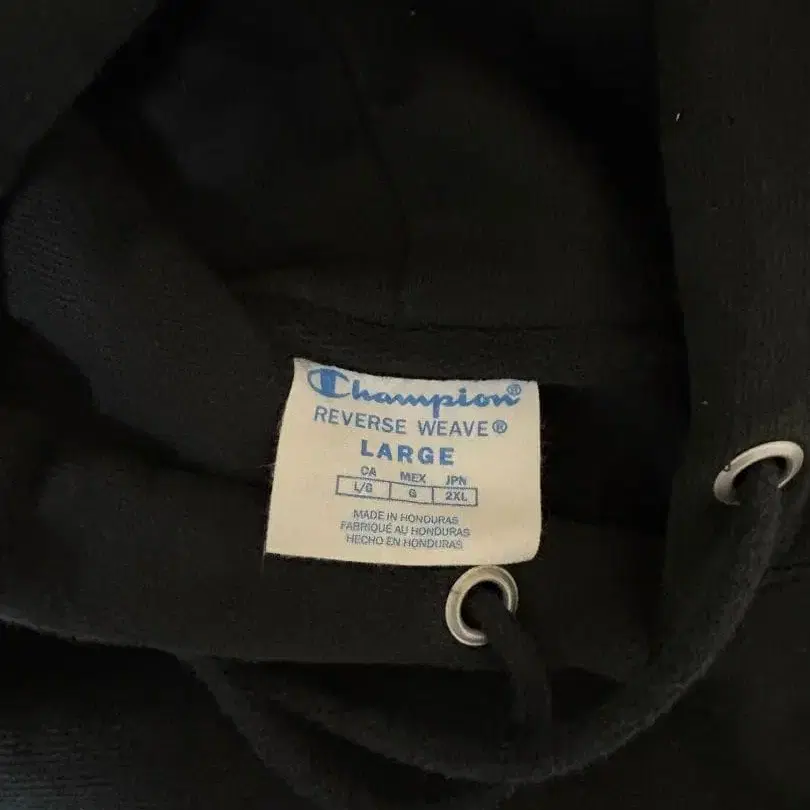 Champion®
REVERSE WEAVE®
LARGE
CA MEX JPN
L/G G 2XL
MADE IN HONDURAS
FABRIQUÉ AU HONDURAS
HECHO EN HONDURAS